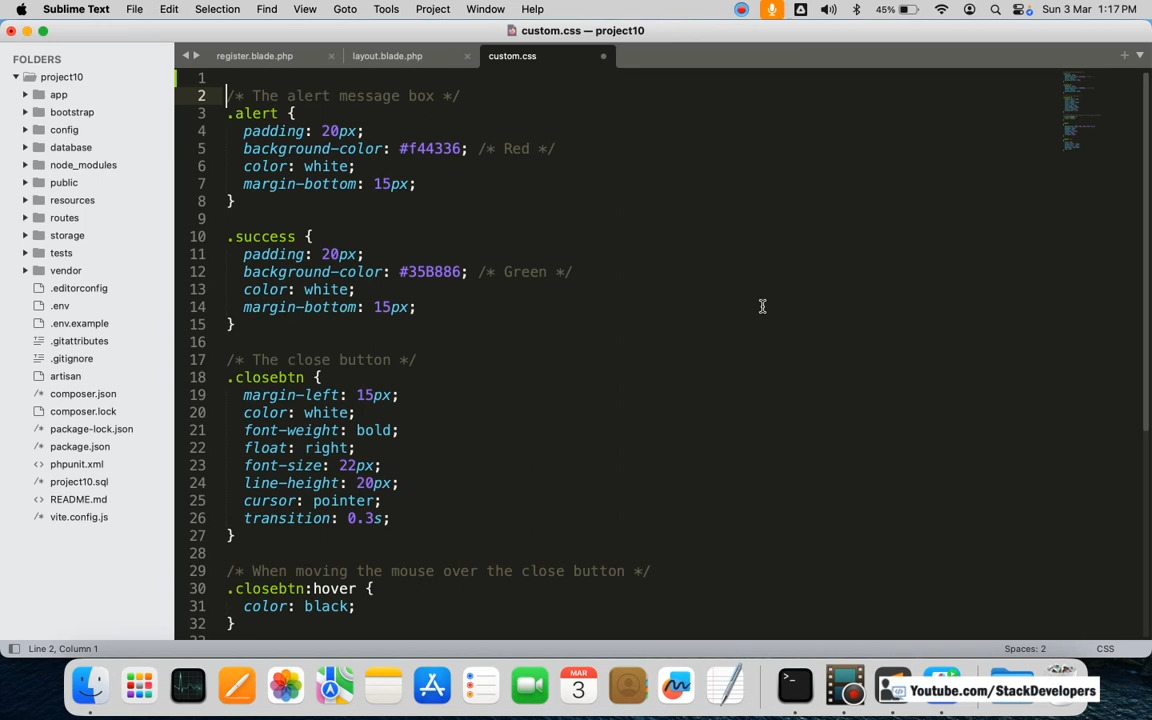 Sublime Text File Edit Selection Find View Goto Tools Project Window Help 45% Sun 3 Mar 1:17 PM
custom.css — project10
FOLDERS
project10
app
bootstrap
config
database
node_modules
public
resources
routes
storage
tests
vendor
.editorconfig
.env
.env.example
.gitattributes
.gitignore
artisan
composer.json
composer.lock
package-lock.json
package.json
phpunit.xml
project10.sql
README.md
vite.config.js
register.blade.php layout.blade.php custom.css
1
2 /* The alert message box */
3 .alert {
4 padding: 20px;
5 background-color: #f44336; /* Red */
6 color: white;
7 margin-bottom: 15px;
8 }
9
10 .success {
11 padding: 20px;
12 background-color: #35B886; /* Green */
13 color: white;
14 margin-bottom: 15px;
15 }
16
17 /* The close button */
18 .closebtn {
19 margin-left: 15px;
20 color: white;
21 font-weight: bold;
22 float: right;
23 font-size: 22px;
24 line-height: 20px;
25 cursor: pointer;
26 transition: 0.3s;
27 }
28
29 /* When moving the mouse over the close button */
30 .closebtn:hover {
31 color: black;
32 }
Line 2, Column 1 Spaces: 2 CSS
MAR
3
Youtube.com/StackDevelopers